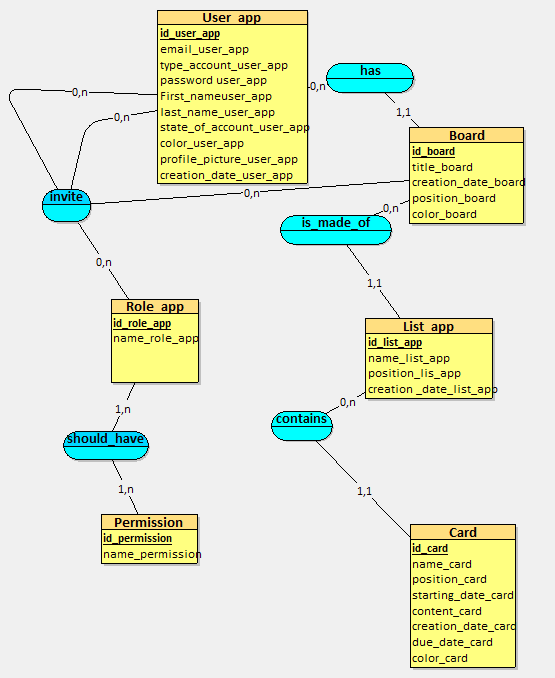 User_app
id_user_app
email_user_app
type_account_user_app
password user_app
First_nameuser_app
last_name_user_app
state_of_account_user_app
color_user_app
profile_picture_user_app
creation_date_user_app
0,n
has
1,1
Board
id_board
title_board
creation_date_board
position_board
color_board
0,n
0,n
0,n
invite
0,n
is_made_of
0,n
1,1
0,n
Role_app
id_role_app
name_role_app
List_app
id_list_app
name_list_app
position_lis_app
creation _date_list_app
1,n
should_have
1,n
0,n
contains
1,1
Permission
id_permission
name_permission
Card
id_card
name_card
position_card
starting_date_card
content_card
creation_date_card
due_date_card
color_card